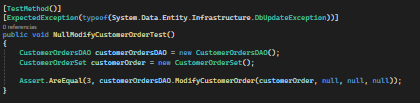 [TestMethod()]
[ExpectedException(typeof(System.Data.Entity.Infrastructure.DbUpdateException))]
0 referencias
public void NullModifyCustomerOrderTest()
{
CustomerOrdersDAO customerOrdersDAO = new CustomerOrdersDAO();
CustomerOrderSet customerOrder = new CustomerOrderSet();
Assert.AreEqual(3, customerOrdersDAO.ModifyCustomerOrder(customerOrder, null, null, null));
}